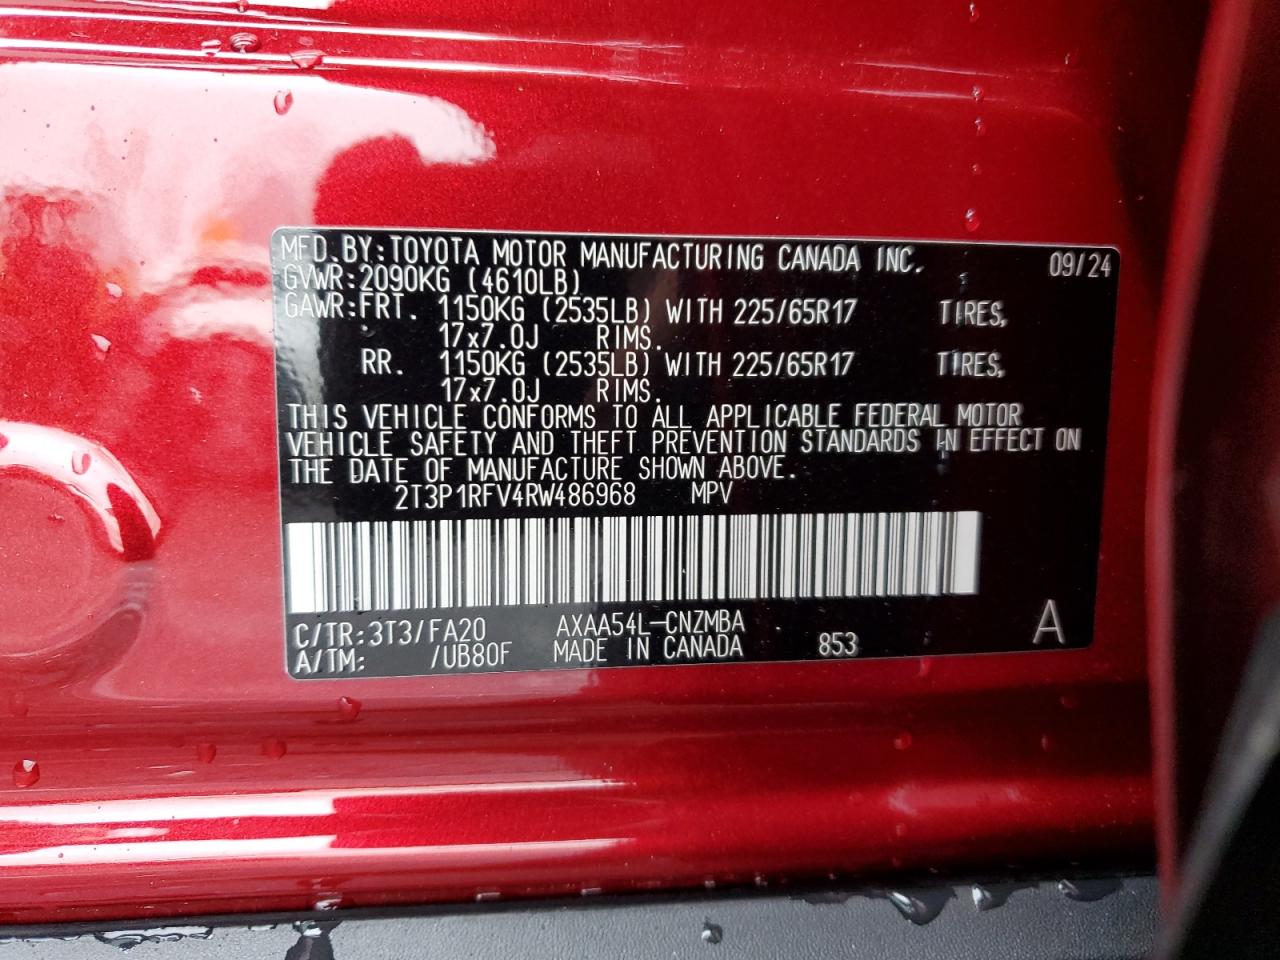 MFD.BY:TOYOTA MOTOR MANUFACTURING CANADA INC. 09/24
GVWR:2090KG (4610LB)
GAWR:FRT. 1150KG (2535LB) WITH 225/65R17 TIRES,
17x7.0J RIMS.
RR. 1150KG (2535LB) WITH 225/65R17 TIRES,
17x7.0J RIMS.
THIS VEHICLE CONFORMS TO ALL APPLICABLE FEDERAL MOTOR
VEHICLE SAFETY AND THEFT PREVENTION STANDARDS IN EFFECT ON
THE DATE OF MANUFACTURE SHOWN ABOVE.
2T3P1RFV4RW486968 MPV
C/TR:3T3/FA20 AXAA54L-CNZMBA
A/TM: /UB80F MADE IN CANADA 853 A